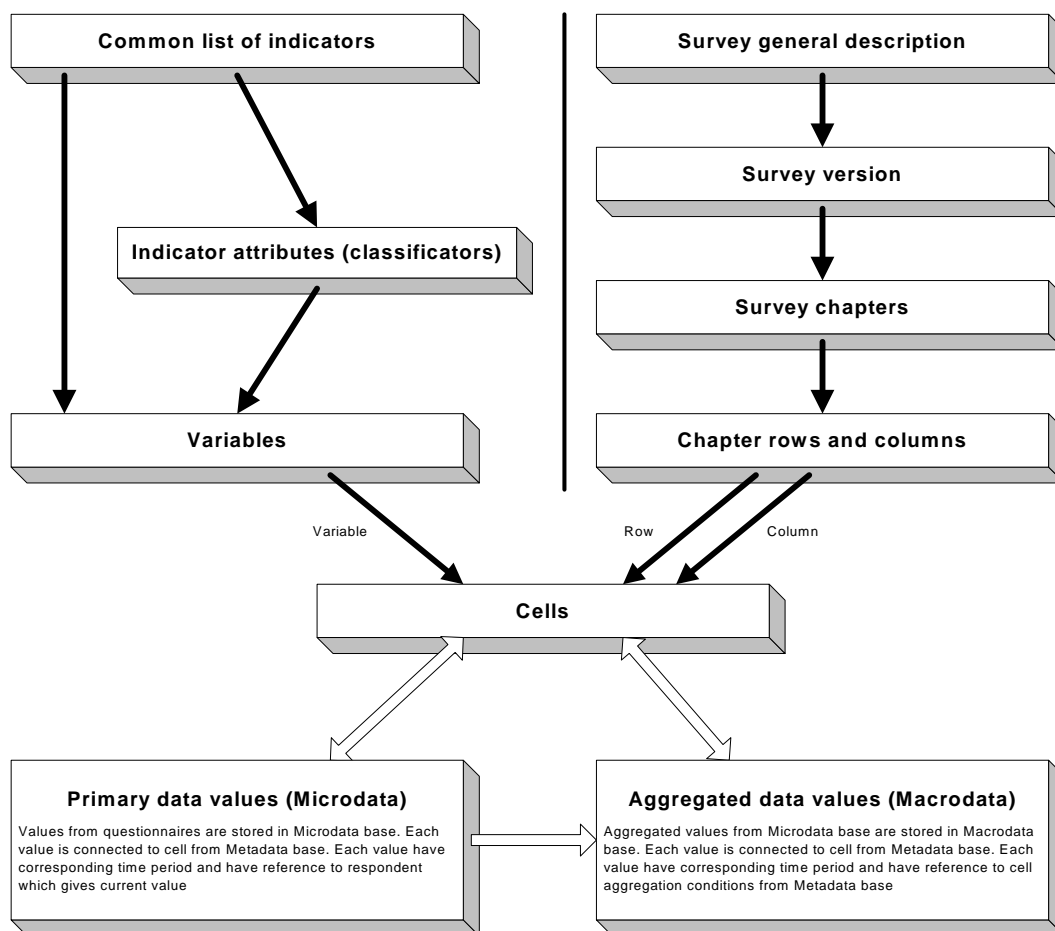 Common list of indicators
Survey general description
Survey version
Indicator attributes (classificators)
Survey chapters
Variables
Chapter rows and columns
Variable
Row
Column
Cells
Primary data values (Microdata)
Values from questionnaires are stored in Microdata base. Each
value is connected to cell from Metadata base. Each value have
corresponding time period and have reference to respondent
which gives current value
Aggregated data values (Macrodata)
Aggregated values from Microdata base are stored in Macrodata
base. Each value is connected to cell from Metadata base. Each
value have corresponding time period and have reference to cell
aggregation conditions from Metadata base